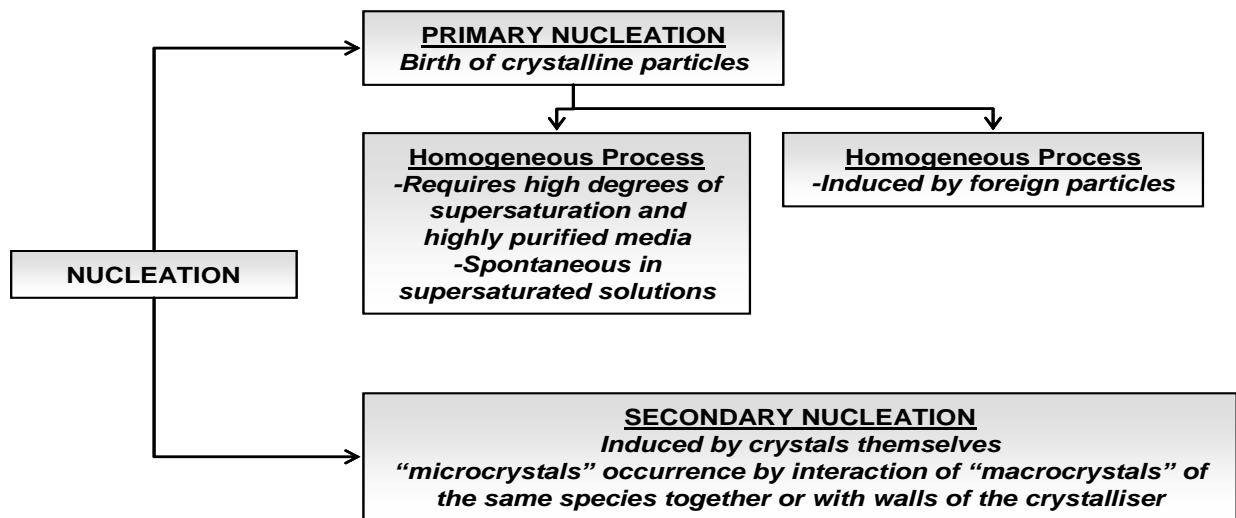 PRIMARY NUCLEATION
Birth of crystalline particles
Homogeneous Process
-Requires high degrees of
supersaturation and
highly purified media
-Spontaneous in
supersaturated solutions
Homogeneous Process
-Induced by foreign particles
NUCLEATION
SECONDARY NUCLEATION
Induced by crystals themselves
“microcrystals” occurrence by interaction of “macrocrystals” of
the same species together or with walls of the crystalliser